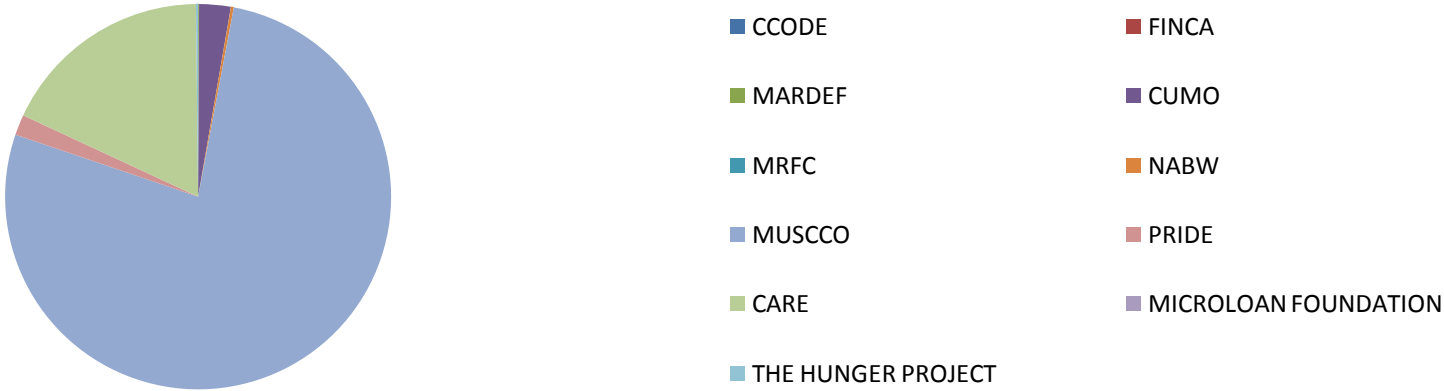 CCODE
FINCA
MARDEF
CUMO
MRFC
NABW
MUSCCO
PRIDE
CARE
MICROLOAN FOUNDATION
THE HUNGER PROJECT